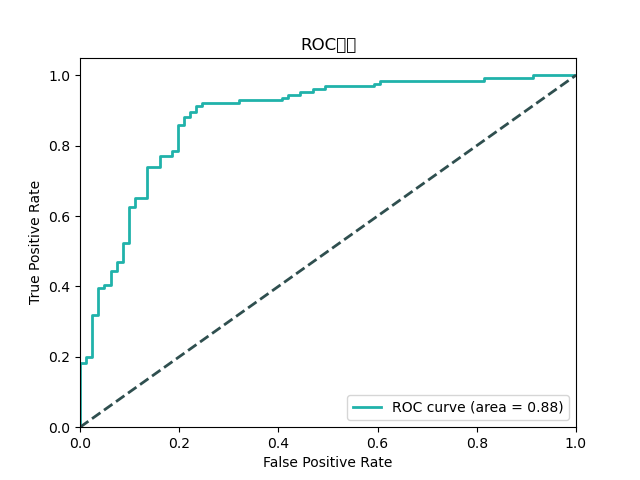 ROC
1.0
0.8
0.6
0.4
0.2
0.0
True Positive Rate
ROC curve (area = 0.88)
0.0 0.2 0.4 0.6 0.8 1.0
False Positive Rate